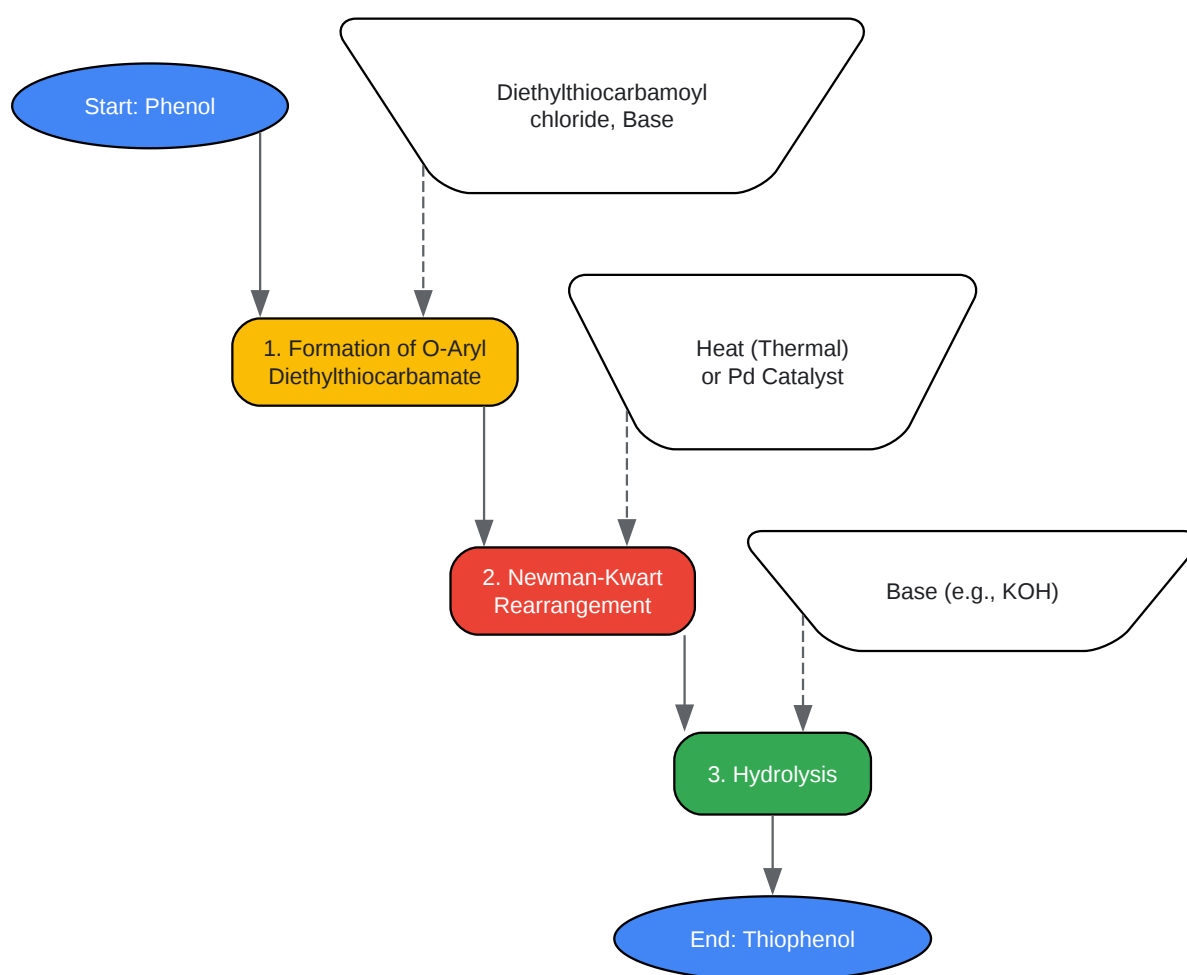 Start: Phenol
Diethylthiocarbamoyl
chloride, Base
1. Formation of O-Aryl
Diethylthiocarbamate
Heat (Thermal)
or Pd Catalyst
2. Newman-Kwart
Rearrangement
Base (e.g., KOH)
3. Hydrolysis
End: Thiophenol